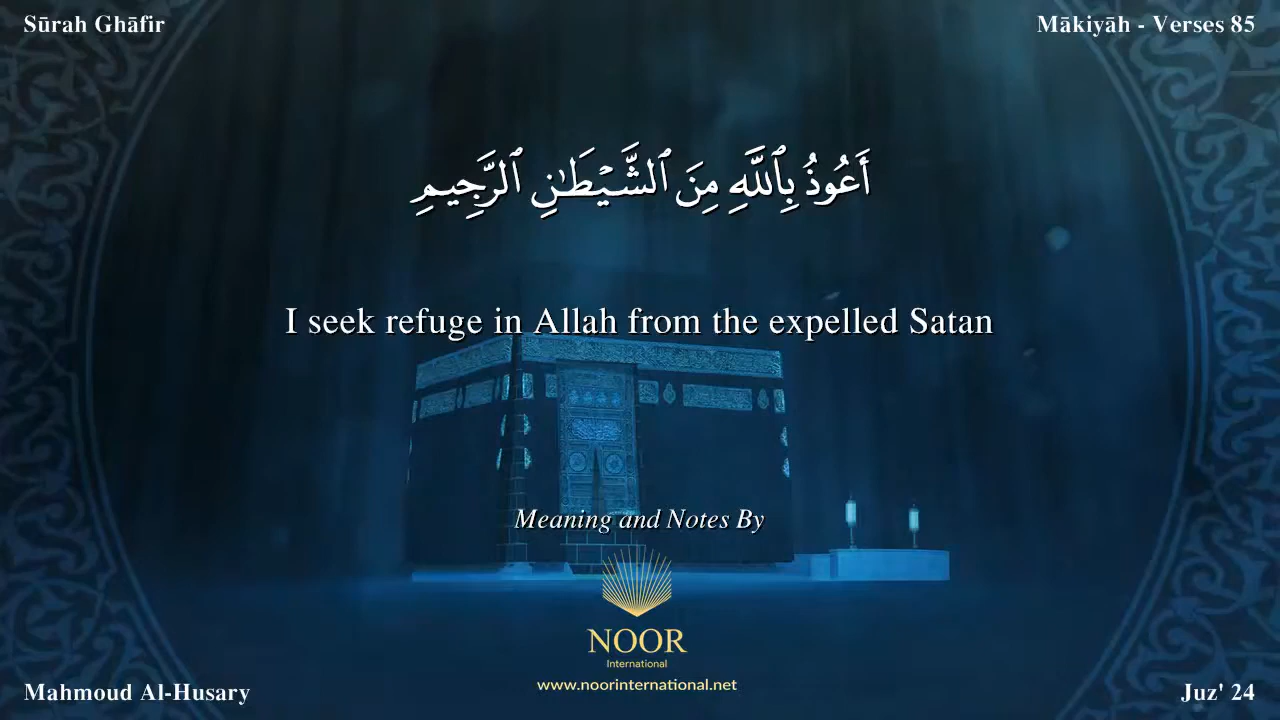 Sūrah Ghāfir
Mākiyāh - Verses 85
أَعُوذُ بِٱللَّهِ مِنَ ٱلشَّيْطَـٰنِ ٱلرَّجِيمِ
I seek refuge in Allah from the expelled Satan
Meaning and Notes By
NOOR
International
www.noorinternational.net
Mahmoud Al-Husary
Juz' 24